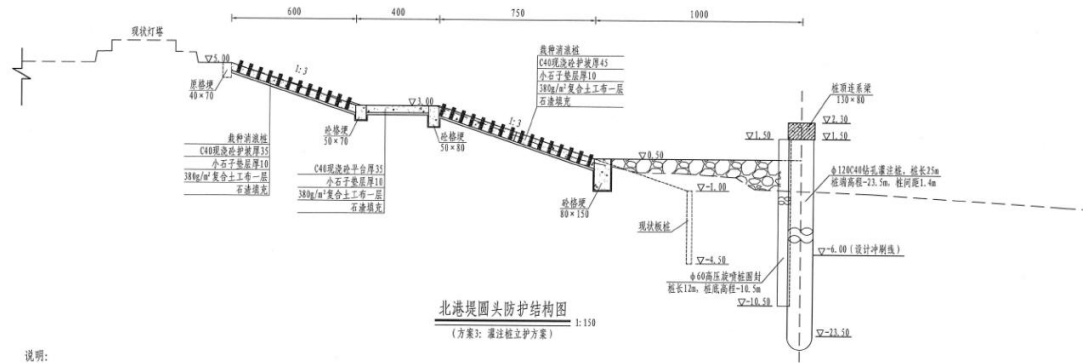 600
400
750
1000
现状灯塔
▽5.00
原格埂
40×70
1:3
栽种消浪桩
C40现浇砼护坡厚35
小石子垫层厚10
380g/m²复合土工布一层
石渣填充
砼格埂
50×70
▽3.00
砼格埂
50×80
C40现浇砼平台厚35
小石子垫层厚10
380g/m²复合土工布一层
石渣填充
栽种消浪桩
C40现浇砼护坡厚45
小石子垫层厚10
380g/m²复合土工布一层
石渣填充
1:3
▽0.50
砼格埂
80×150
▽-1.00
现状板桩
▽-4.50
桩顶连系梁
130×80
▽2.30
▽1.50
▽1.50
φ120C40钻孔灌注桩，桩长25m
桩端高程-23.5m，桩间距1.4m
▽-6.00(设计冲刷线)
φ60高压旋喷桩围封
桩长12m，桩底高程-10.5m
▽-10.50
▽-23.50
北港堤圆头防护结构图 1:150
(方案3：灌注桩立护方案)
说明: